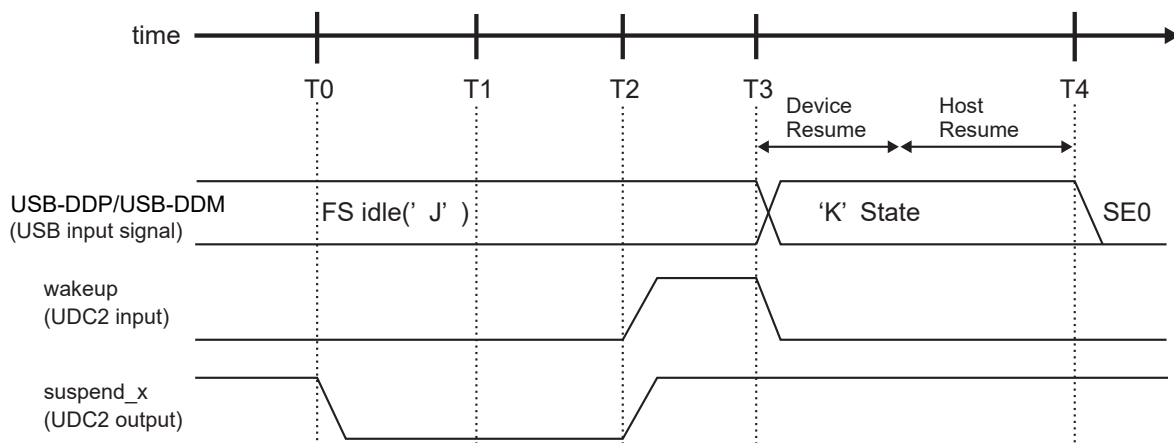 time
T0 T1 T2 T3 T4
Device Host
Resume Resume
USB-DDP/USB-DDM
(USB input signal)
FS idle(' J' ) 'K' State SE0
wakeup
(UDC2 input)
suspend_x
(UDC2 output)